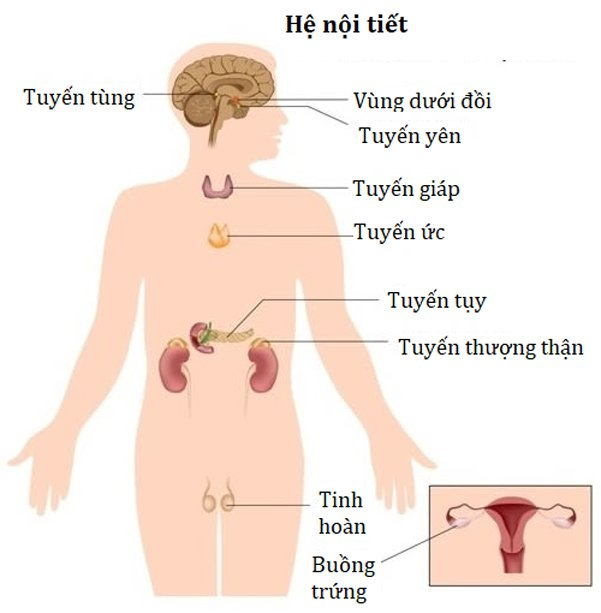 Hệ nội tiết
Tuyến tùng
Vùng dưới đồi
Tuyến yên
Tuyến giáp
Tuyến ức
Tuyến tụy
Tuyến thượng thận
Tinh
hoàn
Buồng
trứng